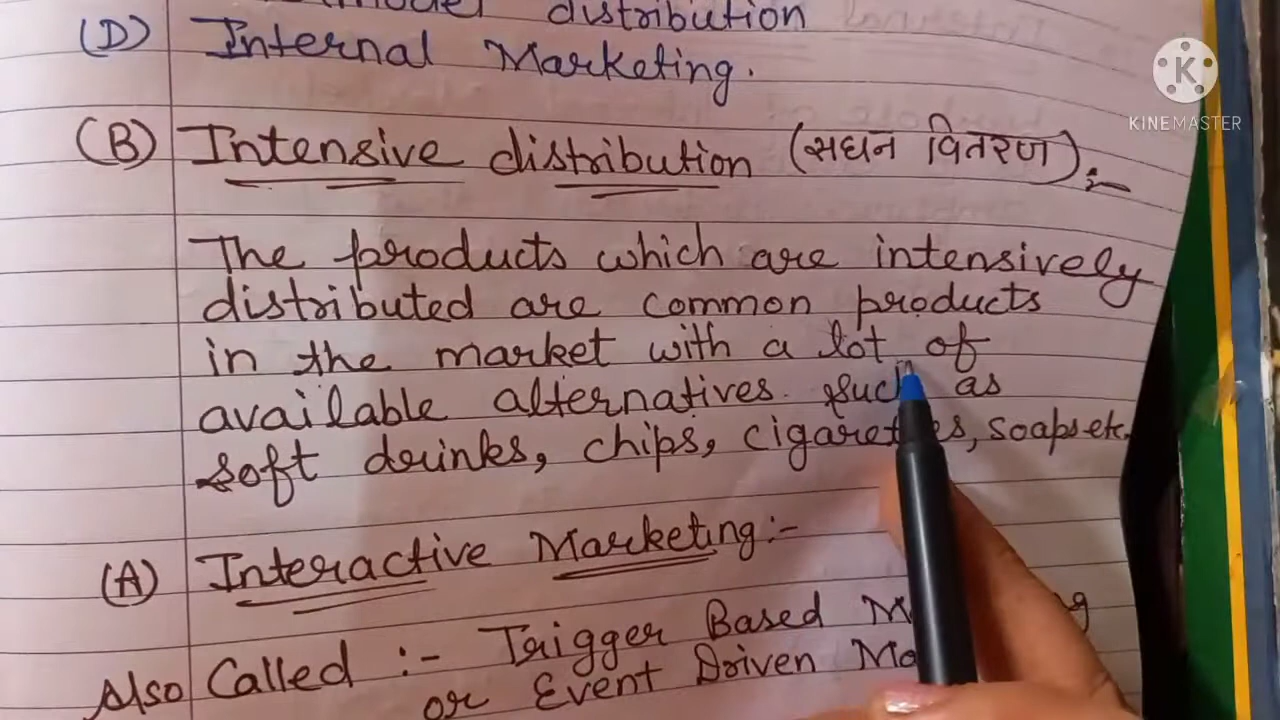 model distribution
(D) Internal Marketing.
K
KINEMASTER
(B) Intensive distribution (सघन वितरण) :-
The products which are intensively
distributed are common products
in the market with a lot of
available alternatives. such as
soft drinks, chips, cigarettes, soaps etc.
(A) Interactive Marketing :-
Also Called :- Trigger Based
or Event Driven